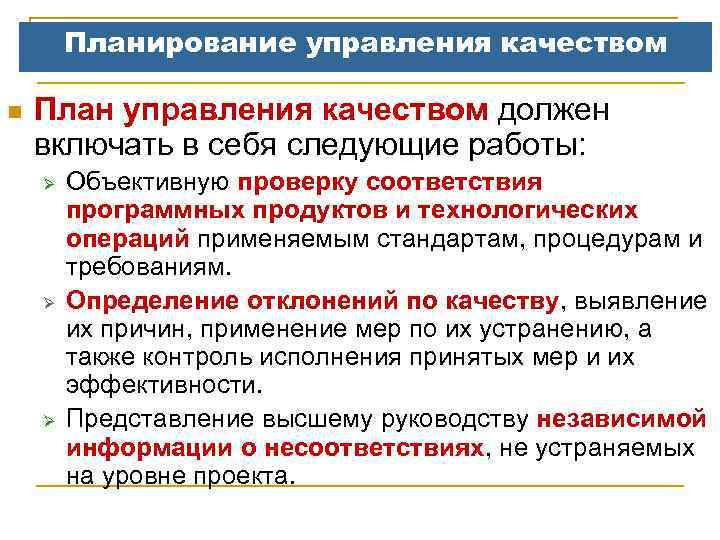 Планирование управления качеством
План управления качеством должен
включать в себя следующие работы:
Объективную проверку соответствия
программных продуктов и технологических
операций применяемым стандартам, процедурам и
требованиям.
Определение отклонений по качеству, выявление
их причин, применение мер по их устранению, а
также контроль исполнения принятых мер и их
эффективности.
Представление высшему руководству независимой
информации о несоответствиях, не устраняемых
на уровне проекта.